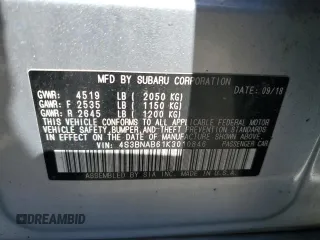 MFD BY SUBARU CORPORATION
DATE: 09/18
GVWR: 4519 LB ( 2050 KG)
GAWR: F 2535 LB ( 1150 KG)
GAWR: R 2645 LB ( 1200 KG)
THIS VEHICLE CONFORMS TO ALL APPLICABLE FEDERAL MOTOR
VEHICLE SAFETY, BUMPER, AND THEFT PREVENTION STANDARDS
IN EFFECT ON THE DATE OF MANUFACTURE SHOWN ABOVE.
VIN: 4S3BNAB61K3010846 PASSENGER CAR
ASSEMBLED BY SIA INC. MADE IN U.S.A.
DREAMBID